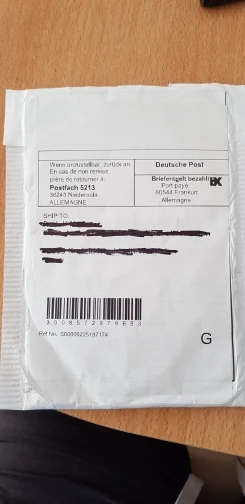 Wenn unzustellbar, zurück an
En cas de non remise
prière de retourner à:
Postfach 5213
36243 Niederaula
ALLEMAGNE
Deutsche Post
Briefentgelt bezahlt
Port payé
60544 Frankfurt
Allemagne
SHIP TO:
Ref No.
G